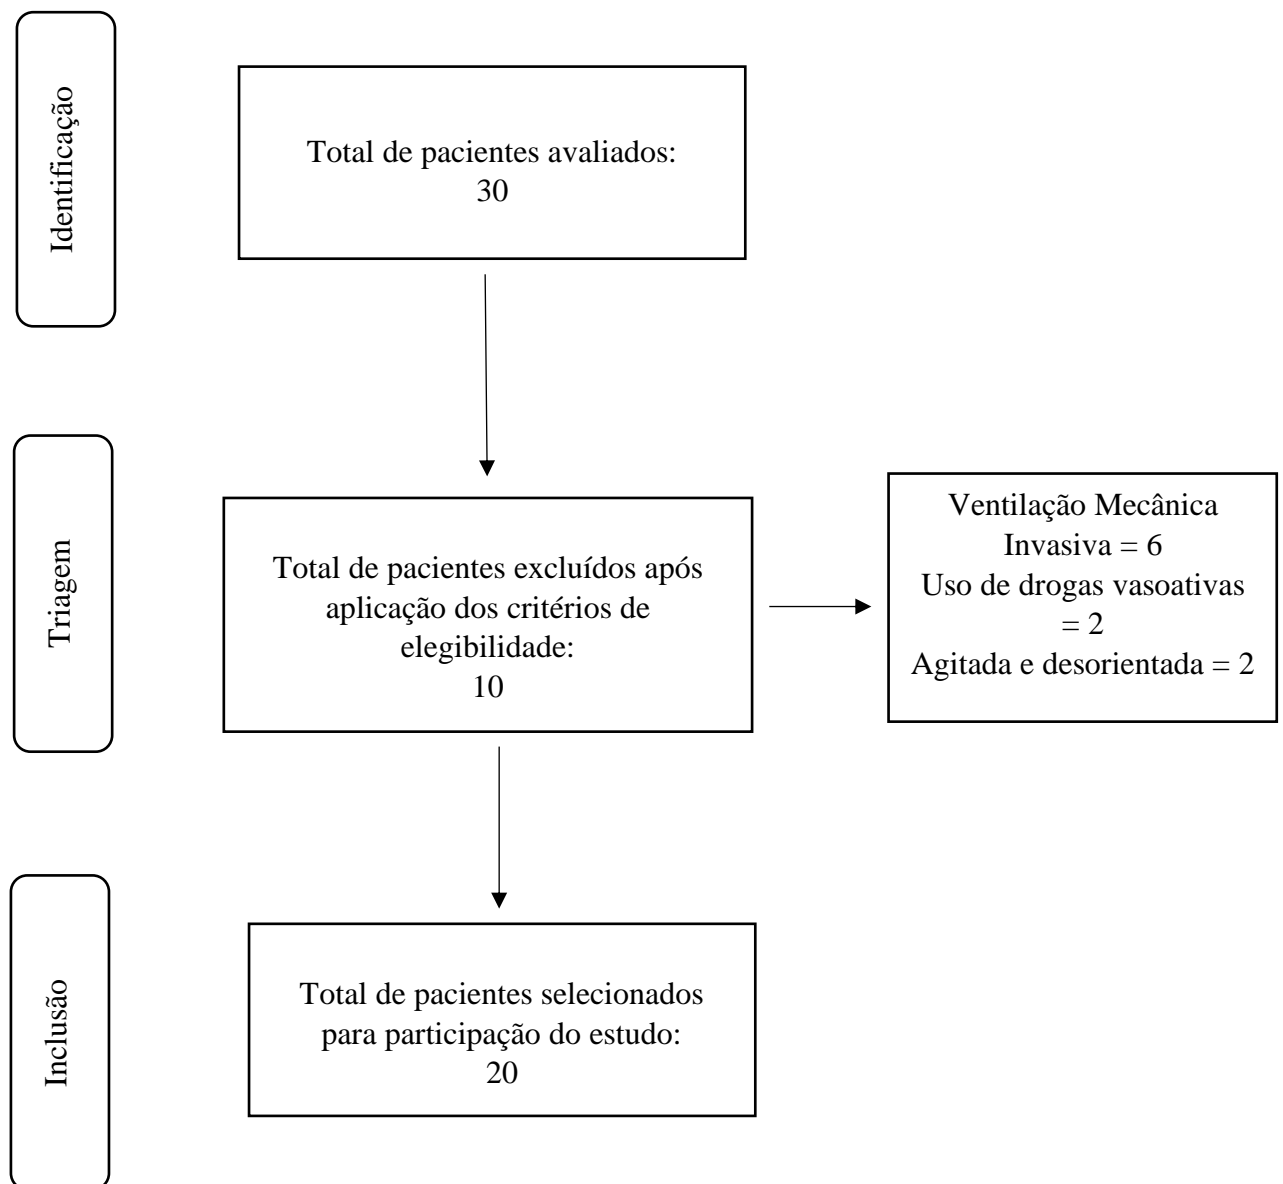 Identificação
Total de pacientes avaliados:
30
Triagem
Total de pacientes excluídos após
aplicação dos critérios de
elegibilidade:
10
Ventilação Mecânica
Invasiva = 6
Uso de drogas vasoativas
= 2
Agitada e desorientada = 2
Inclusão
Total de pacientes selecionados
para participação do estudo:
20